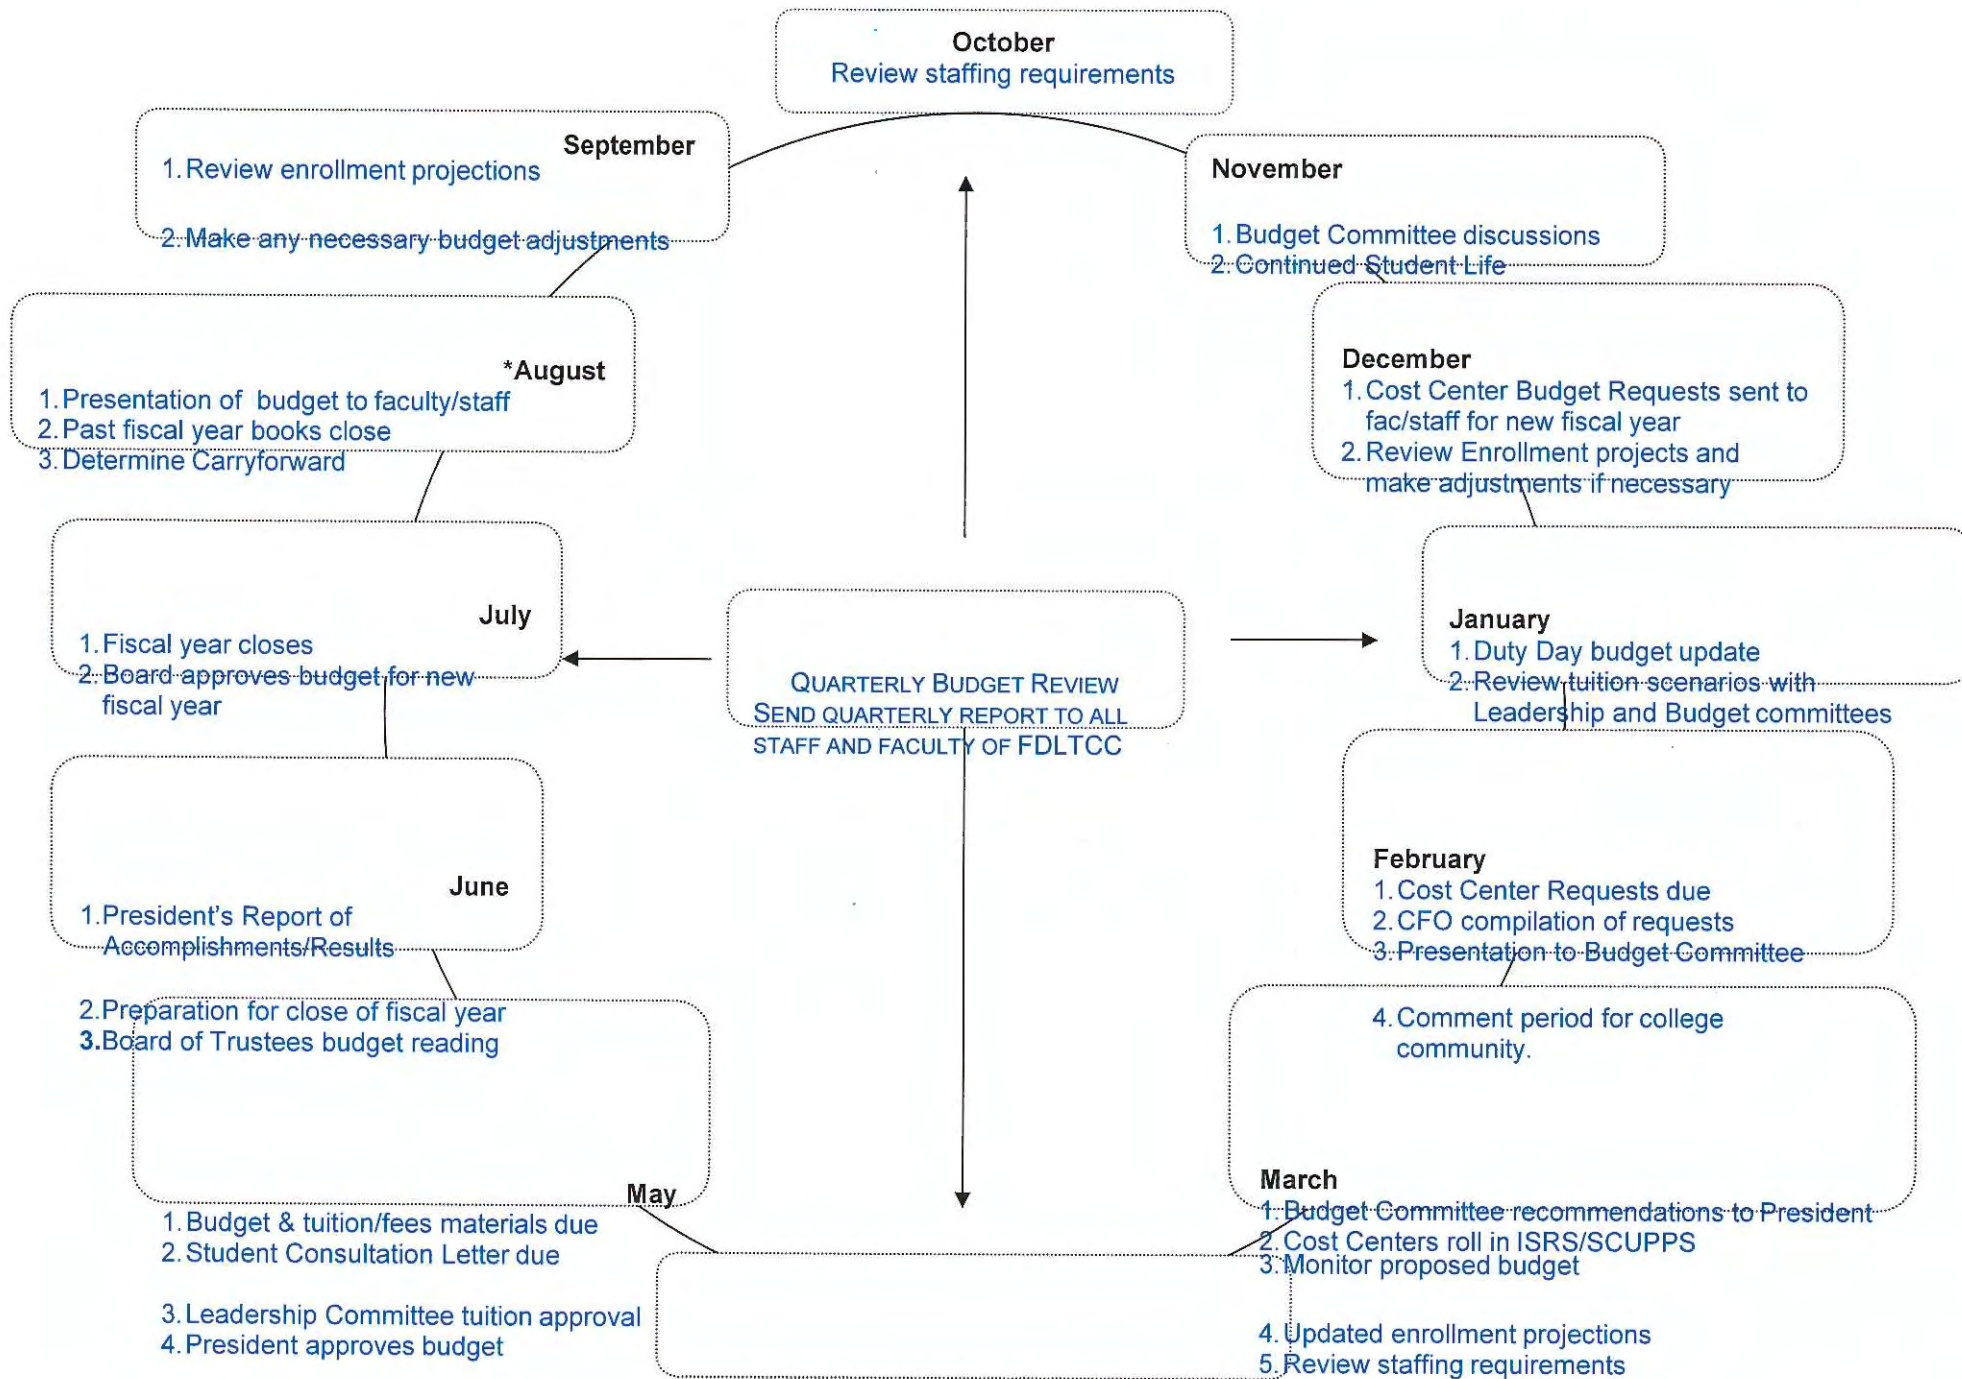 October
Review staffing requirements
September
1. Review enrollment projections
2. Make any necessary budget adjustments
November
1. Budget Committee discussions
2. Continued Student Life
*August
1. Presentation of budget to faculty/staff
2. Past fiscal year books close
3. Determine Carryforward
December
1. Cost Center Budget Requests sent to
fac/staff for new fiscal year
2. Review Enrollment projects and
make adjustments if necessary
July
1. Fiscal year closes
2. Board approves budget for new
fiscal year
QUARTERLY BUDGET REVIEW
SEND QUARTERLY REPORT TO ALL
STAFF AND FACULTY OF FDLTCC
January
1. Duty Day budget update
2. Review tuition scenarios with
Leadership and Budget committees
June
1. President's Report of
Accomplishments/Results
2. Preparation for close of fiscal year
3. Board of Trustees budget reading
February
1. Cost Center Requests due
2. CFO compilation of requests
3. Presentation to Budget Committee
4. Comment period for college
community.
May
1. Budget & tuition/fees materials due
2. Student Consultation Letter due
3. Leadership Committee tuition approval
4. President approves budget
March
1. Budget Committee recommendations to President
2. Cost Centers roll in ISRS/SCUPPS
3. Monitor proposed budget
4. Updated enrollment projections
5. Review staffing requirements